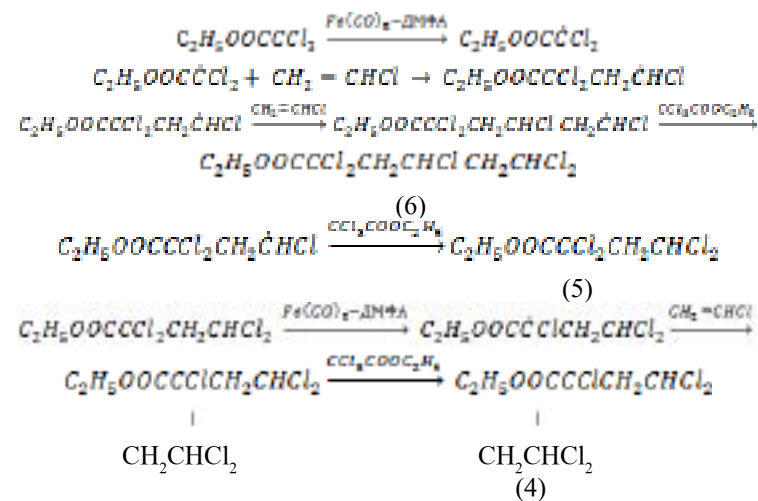 C₂H₅OOCCCl₃ —Fe(CO)₅-ДМФА→ C₂H₅OOCĊCl₂
C₂H₅OOCĊCl₂ + CH₂ = CHCl → C₂H₅OOCCCl₂CH₂ĊHCl
C₂H₅OOCCCl₂CH₂ĊHCl —CH₂=CHCl→ C₂H₅OOCCCl₂CH₂CHCl CH₂ĊHCl —CCl₃COOC₂H₅→
C₂H₅OOCCCl₂CH₂CHCl CH₂CHCl₂
(6)
C₂H₅OOCCCl₂CH₂ĊHCl —CCl₃COOC₂H₅→ C₂H₅OOCCCl₂CH₂CHCl₂
(5)
C₂H₅OOCCCl₂CH₂CHCl₂ —Fe(CO)₅-ДМФА→ C₂H₅OOCĊClCH₂CHCl₂ —CH₂=CHCl→
C₂H₅OOCCClCH₂CHCl₂ —CCl₃COOC₂H₅→ C₂H₅OOCCClCH₂CHCl₂
| |
CH₂CHCl₂ CH₂CHCl₂
(4)